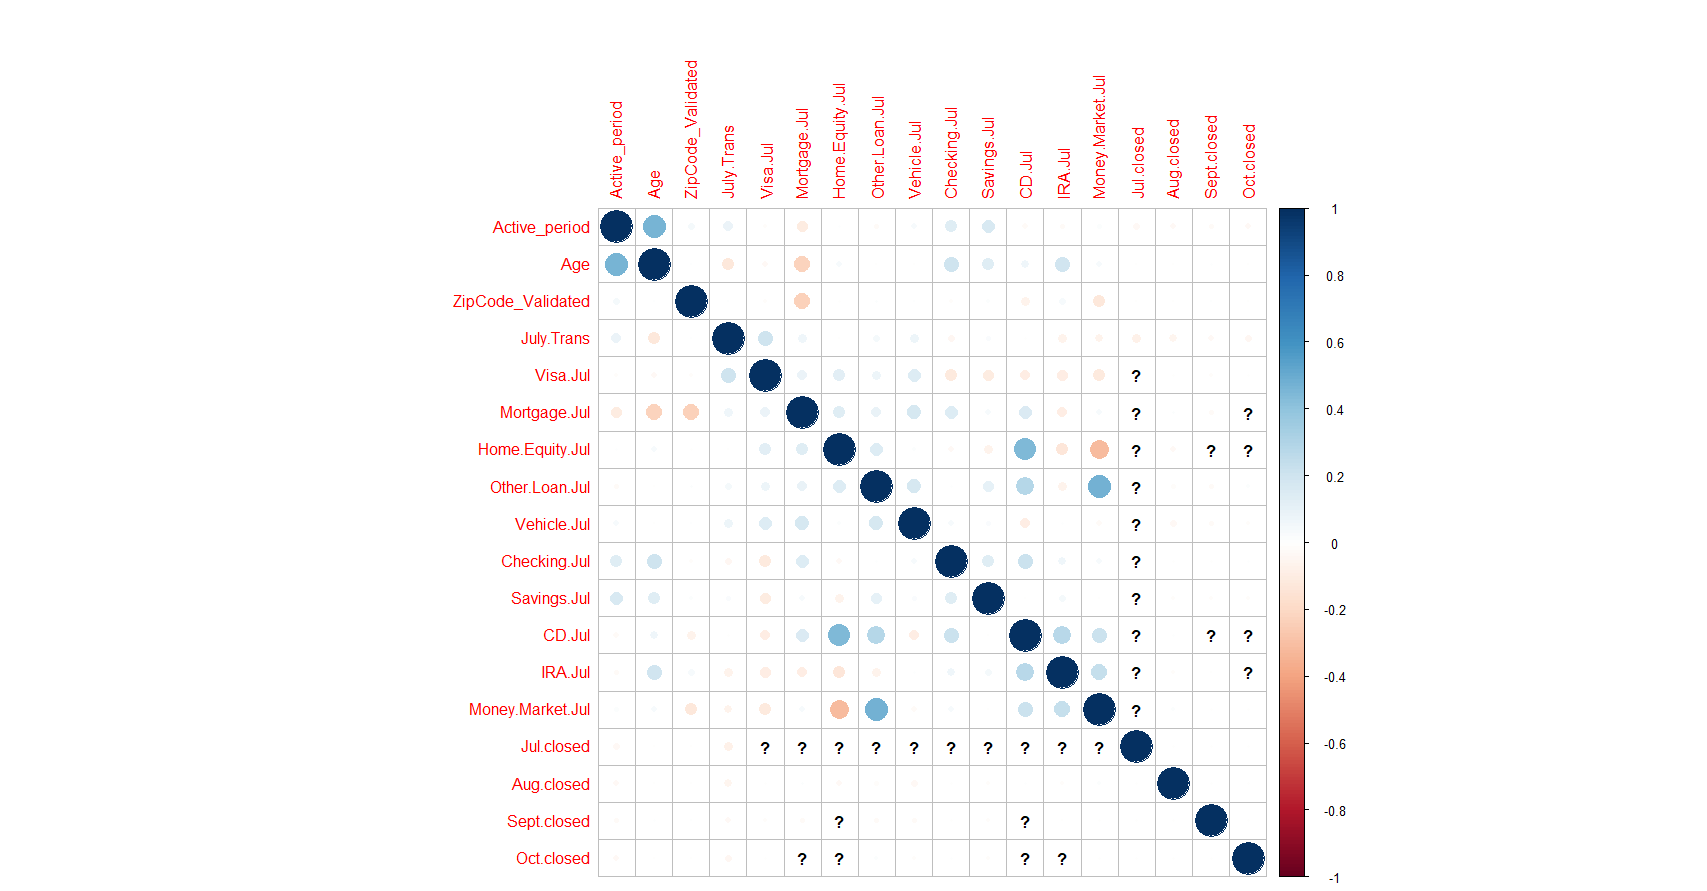 Active_period
Age
ZipCode_Validated
July.Trans
Visa.Jul
Mortgage.Jul
Home.Equity.Jul
Other.Loan.Jul
Vehicle.Jul
Checking.Jul
Savings.Jul
CD.Jul
IRA.Jul
Money.Market.Jul
Jul.closed
Aug.closed
Sept.closed
Oct.closed
Active_period
Age
ZipCode_Validated
July.Trans
Visa.Jul ?
Mortgage.Jul ? ?
Home.Equity.Jul ? ? ?
Other.Loan.Jul ?
Vehicle.Jul ?
Checking.Jul ?
Savings.Jul ?
CD.Jul ? ? ?
IRA.Jul ? ?
Money.Market.Jul ?
Jul.closed ? ? ? ? ? ? ? ? ? ?
Aug.closed
Sept.closed ? ?
Oct.closed ? ? ? ?
1
0.8
0.6
0.4
0.2
0
-0.2
-0.4
-0.6
-0.8
-1